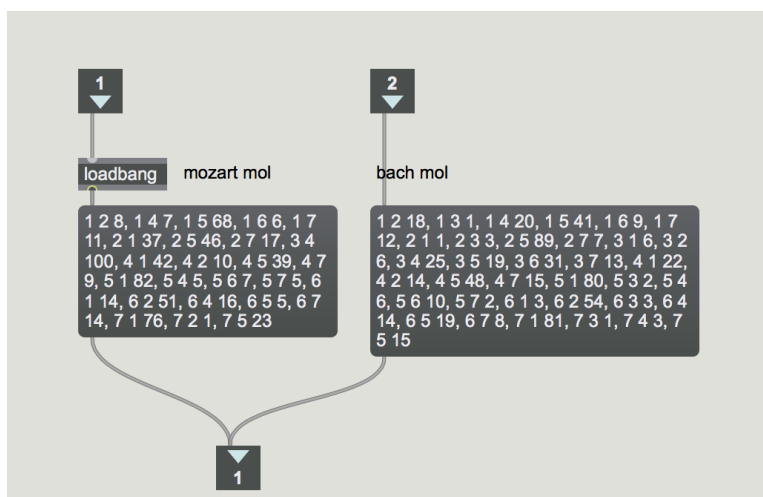 1
2
loadbang
mozart mol
bach mol
1 2 8, 1 4 7, 1 5 68, 1 6 6, 1 7
11, 2 1 37, 2 5 46, 2 7 17, 3 4
100, 4 1 42, 4 2 10, 4 5 39, 4 7
9, 5 1 82, 5 4 5, 5 6 7, 5 7 5, 6
1 14, 6 2 51, 6 4 16, 6 5 5, 6 7
14, 7 1 76, 7 2 1, 7 5 23
1 2 18, 1 3 1, 1 4 20, 1 5 41, 1 6 9, 1 7
12, 2 1 1, 2 3 3, 2 5 89, 2 7 7, 3 1 6, 3 2
6, 3 4 25, 3 5 19, 3 6 31, 3 7 13, 4 1 22,
4 2 14, 4 5 48, 4 7 15, 5 1 80, 5 3 2, 5 4
6, 5 6 10, 5 7 2, 6 1 3, 6 2 54, 6 3 3, 6 4
14, 6 5 19, 6 7 8, 7 1 81, 7 3 1, 7 4 3, 7
5 15
1